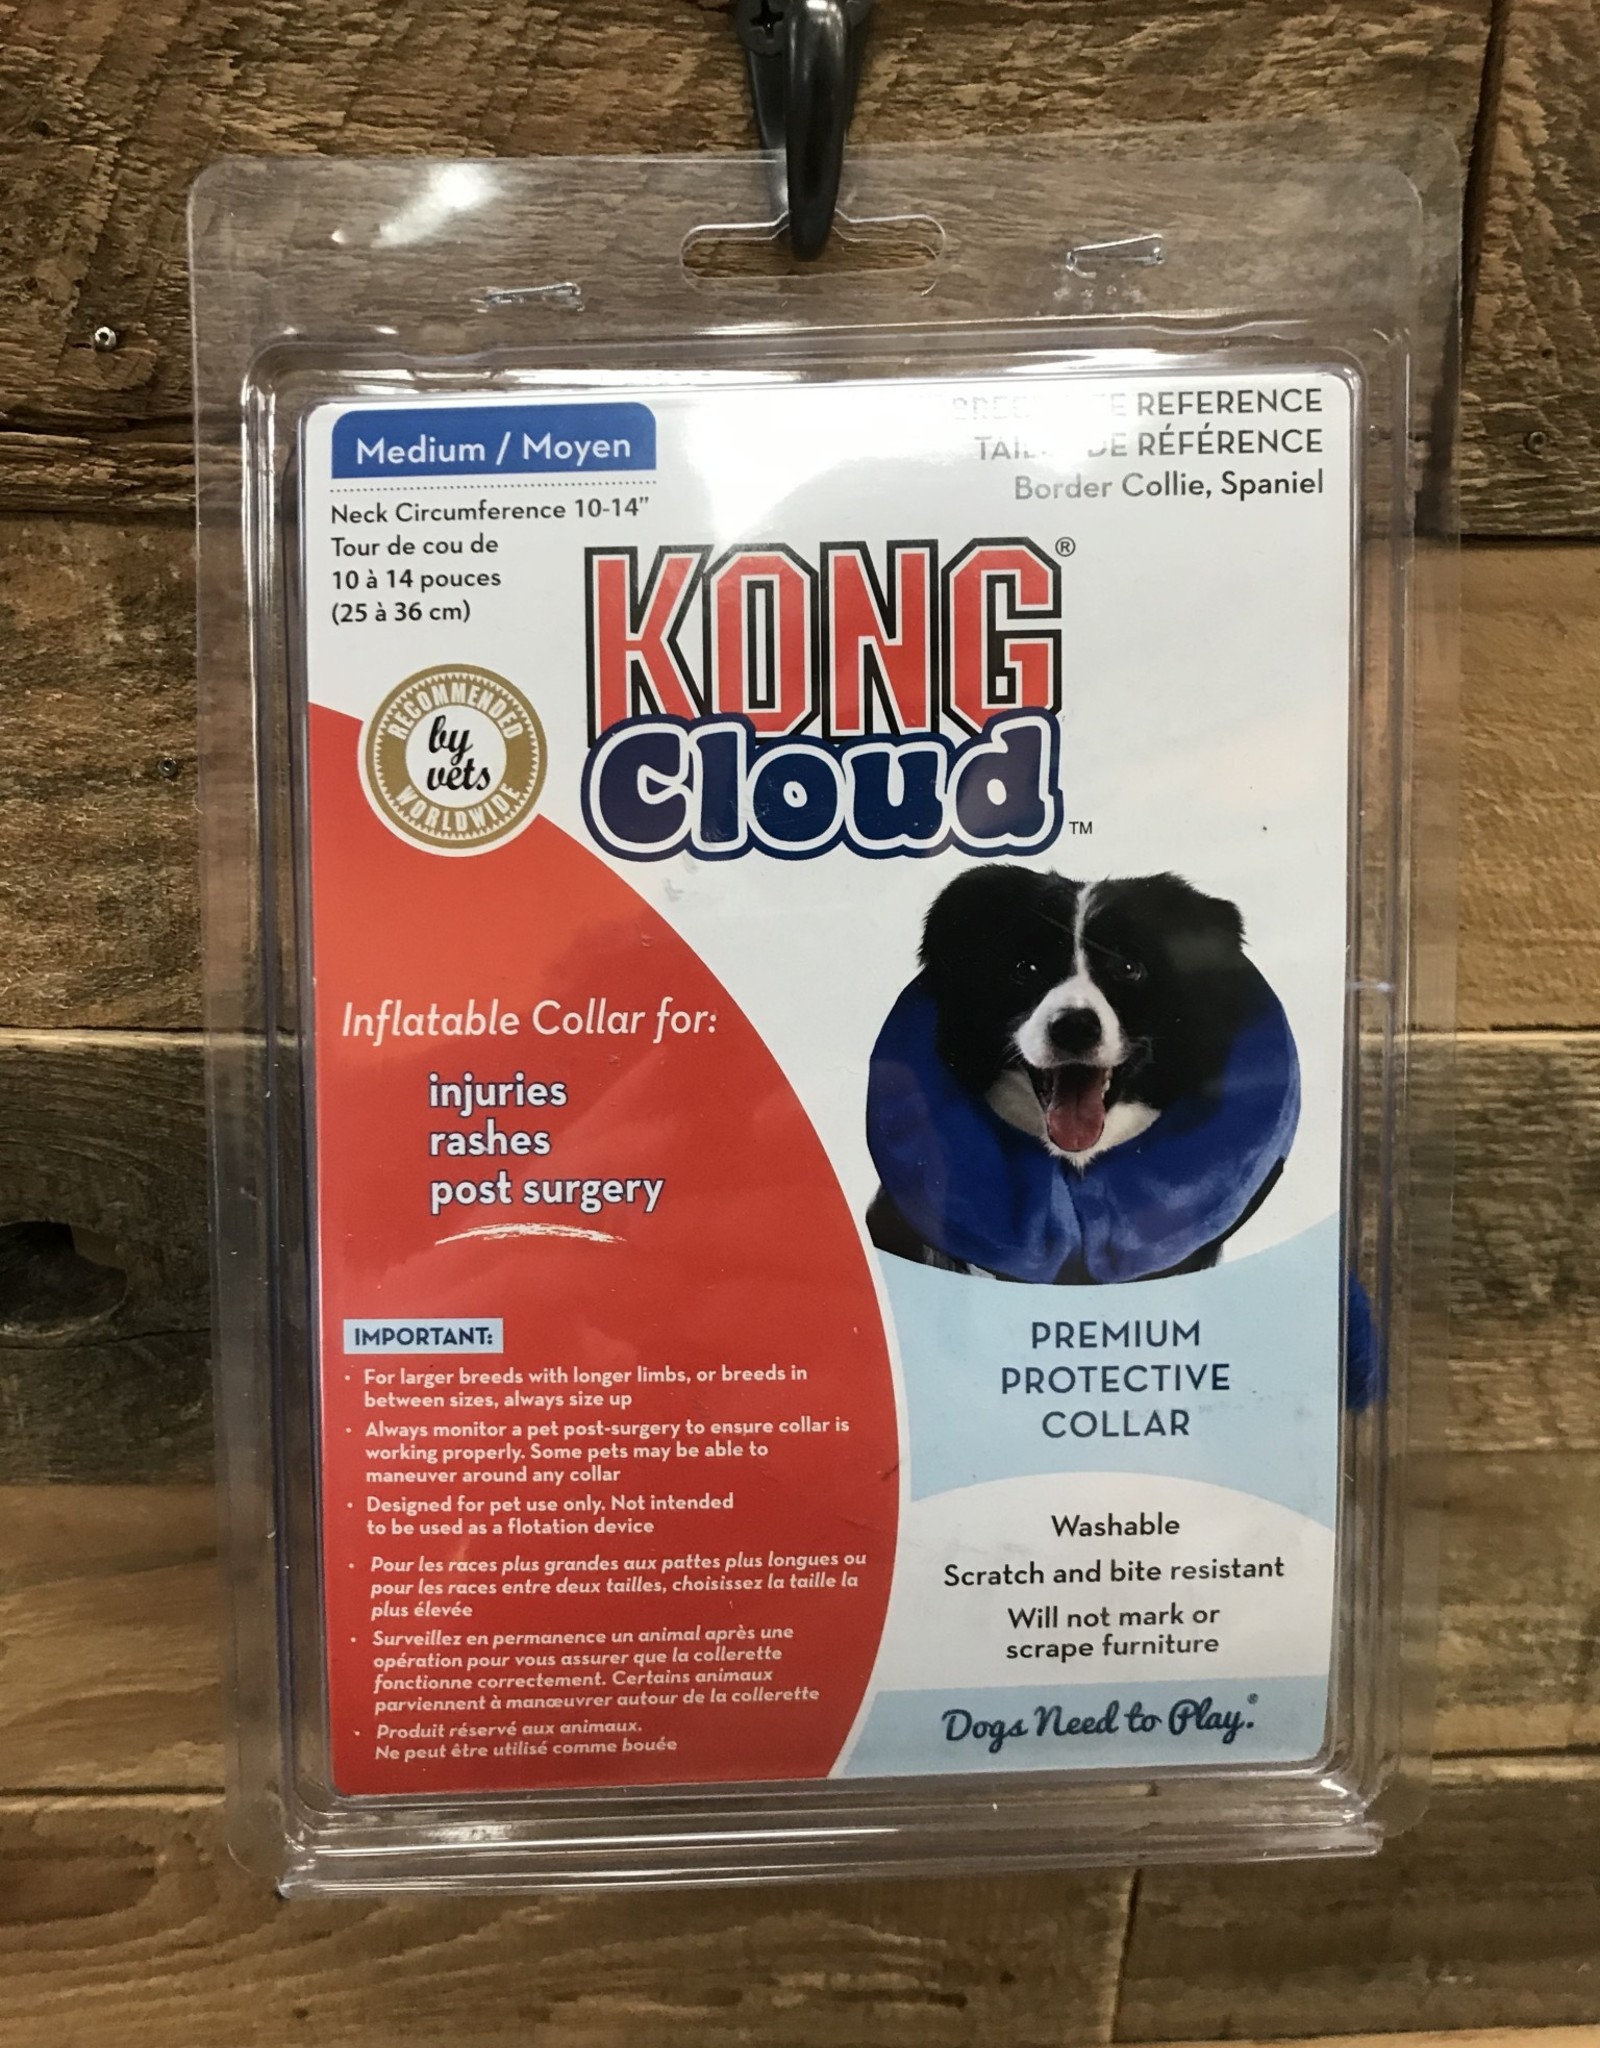 Medium / Moyen
Neck Circumference 10-14”
Tour de cou de
10 à 14 pouces
(25 à 36 cm)
REFERENCE
DE RÉFÉRENCE
Border Collie, Spaniel
KONG®
Cloud™
RECOMMENDED
by
vets
WORLDWIDE
Inflatable Collar for:
injuries
rashes
post surgery
IMPORTANT:
• For larger breeds with longer limbs, or breeds in
between sizes, always size up
• Always monitor a pet post-surgery to ensure collar is
working properly. Some pets may be able to
maneuver around any collar
• Designed for pet use only. Not intended
to be used as a flotation device
• Pour les races plus grandes aux pattes plus longues ou
pour les races entre deux tailles, choisissez la taille la
plus élevée
• Surveillez en permanence un animal après une
opération pour vous assurer que la collerette
fonctionne correctement. Certains animaux
parviennent à manœuvrer autour de la collerette
• Produit réservé aux animaux.
Ne peut être utilisé comme bouée
PREMIUM
PROTECTIVE
COLLAR
Washable
Scratch and bite resistant
Will not mark or
scrape furniture
Dogs Need to Play.®